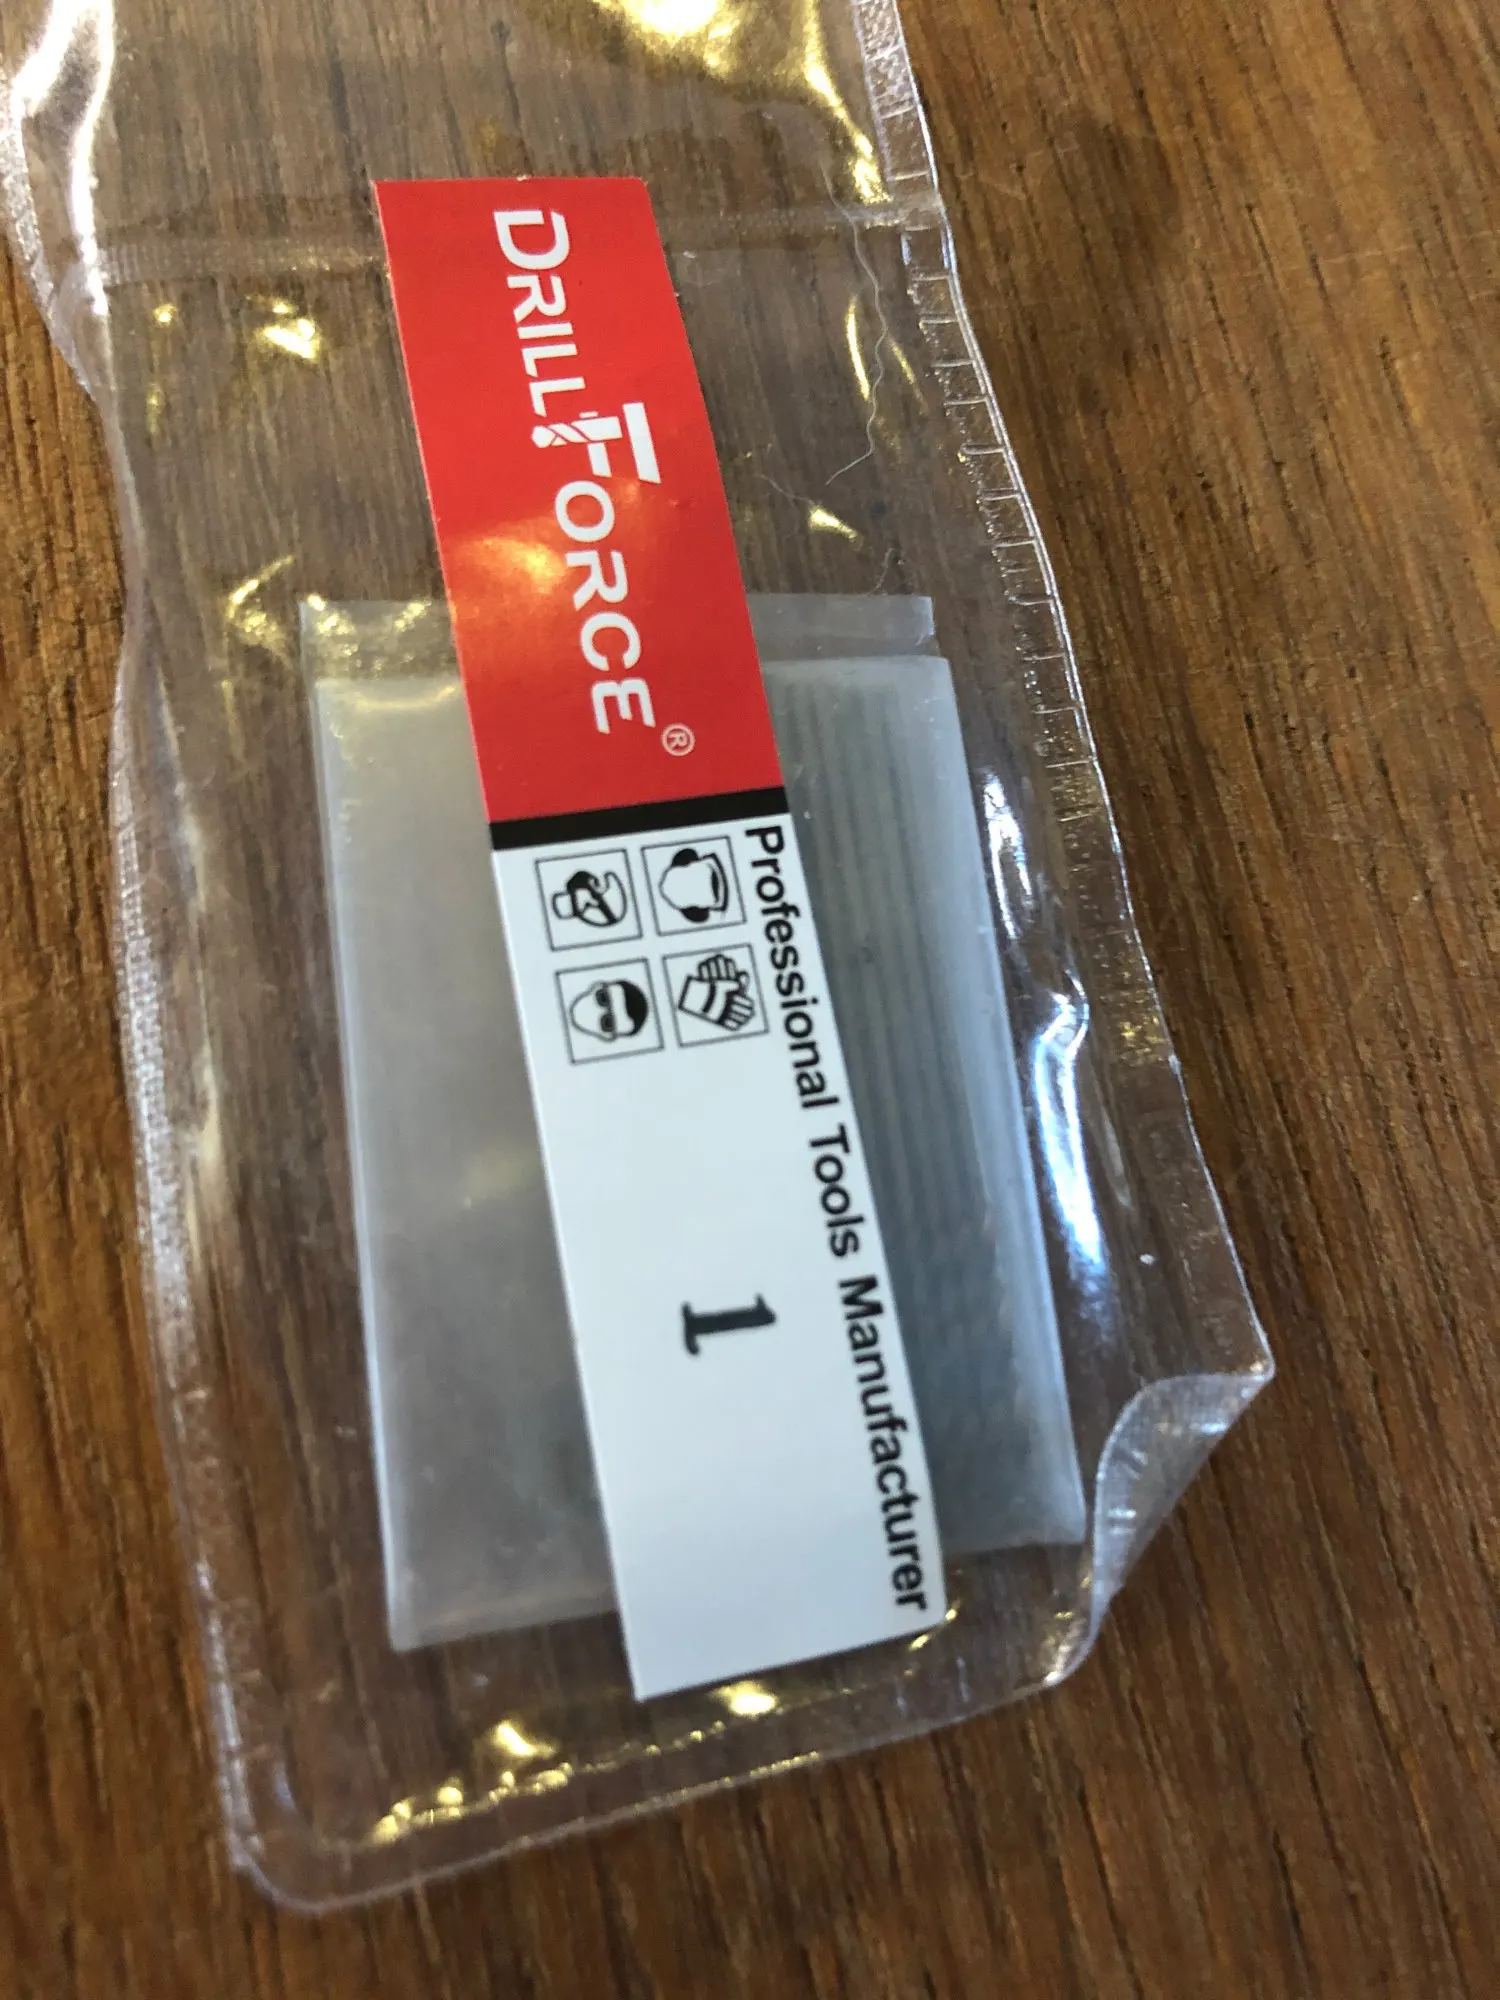 DRILLFORCE®
Professional Tools Manufacturer
1